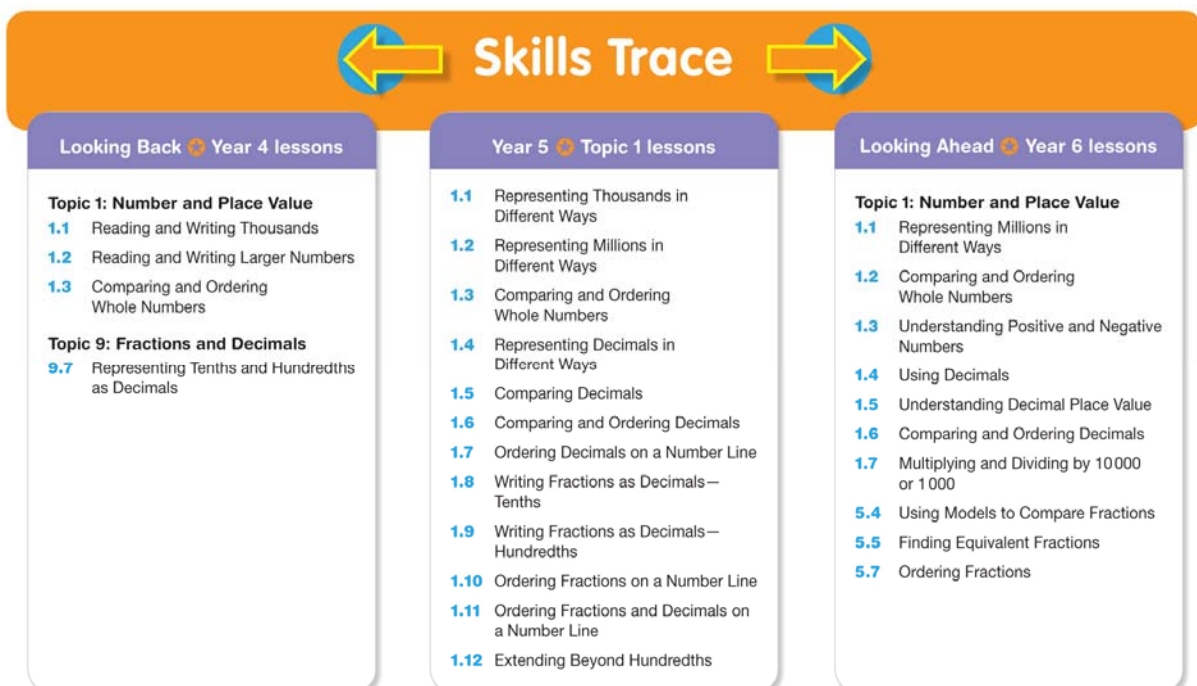 Skills Trace
Looking Back Year 4 lessons
Topic 1: Number and Place Value
1.1 Reading and Writing Thousands
1.2 Reading and Writing Larger Numbers
1.3 Comparing and Ordering
Whole Numbers
Topic 9: Fractions and Decimals
9.7 Representing Tenths and Hundredths
as Decimals
Year 5 Topic 1 lessons
1.1 Representing Thousands in
Different Ways
1.2 Representing Millions in
Different Ways
1.3 Comparing and Ordering
Whole Numbers
1.4 Representing Decimals in
Different Ways
1.5 Comparing Decimals
1.6 Comparing and Ordering Decimals
1.7 Ordering Decimals on a Number Line
1.8 Writing Fractions as Decimals—
Tenths
1.9 Writing Fractions as Decimals—
Hundredths
1.10 Ordering Fractions on a Number Line
1.11 Ordering Fractions and Decimals on
a Number Line
1.12 Extending Beyond Hundredths
Looking Ahead Year 6 lessons
Topic 1: Number and Place Value
1.1 Representing Millions in
Different Ways
1.2 Comparing and Ordering
Whole Numbers
1.3 Understanding Positive and Negative
Numbers
1.4 Using Decimals
1.5 Understanding Decimal Place Value
1.6 Comparing and Ordering Decimals
1.7 Multiplying and Dividing by 10 000
or 1 000
5.4 Using Models to Compare Fractions
5.5 Finding Equivalent Fractions
5.7 Ordering Fractions